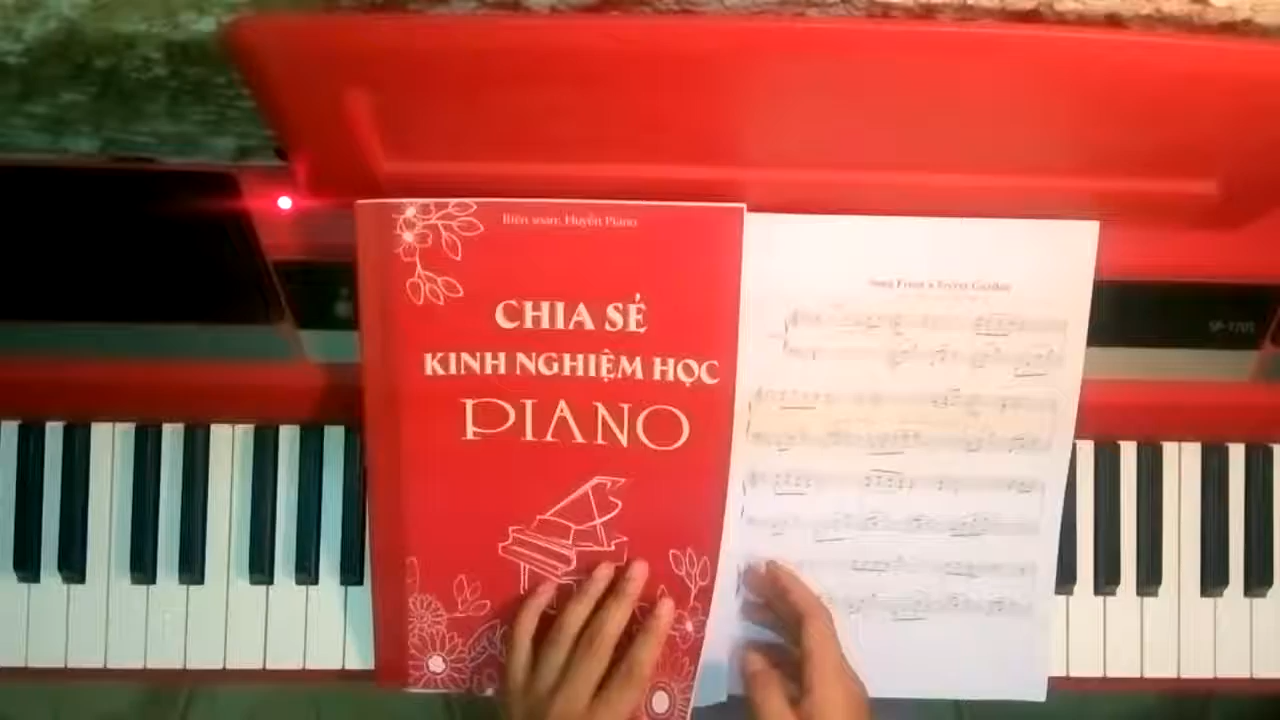 Biên soạn: Huyền Piano
CHIA SẺ
KINH NGHIỆM HỌC
PIANO
Song From a Secret Garden